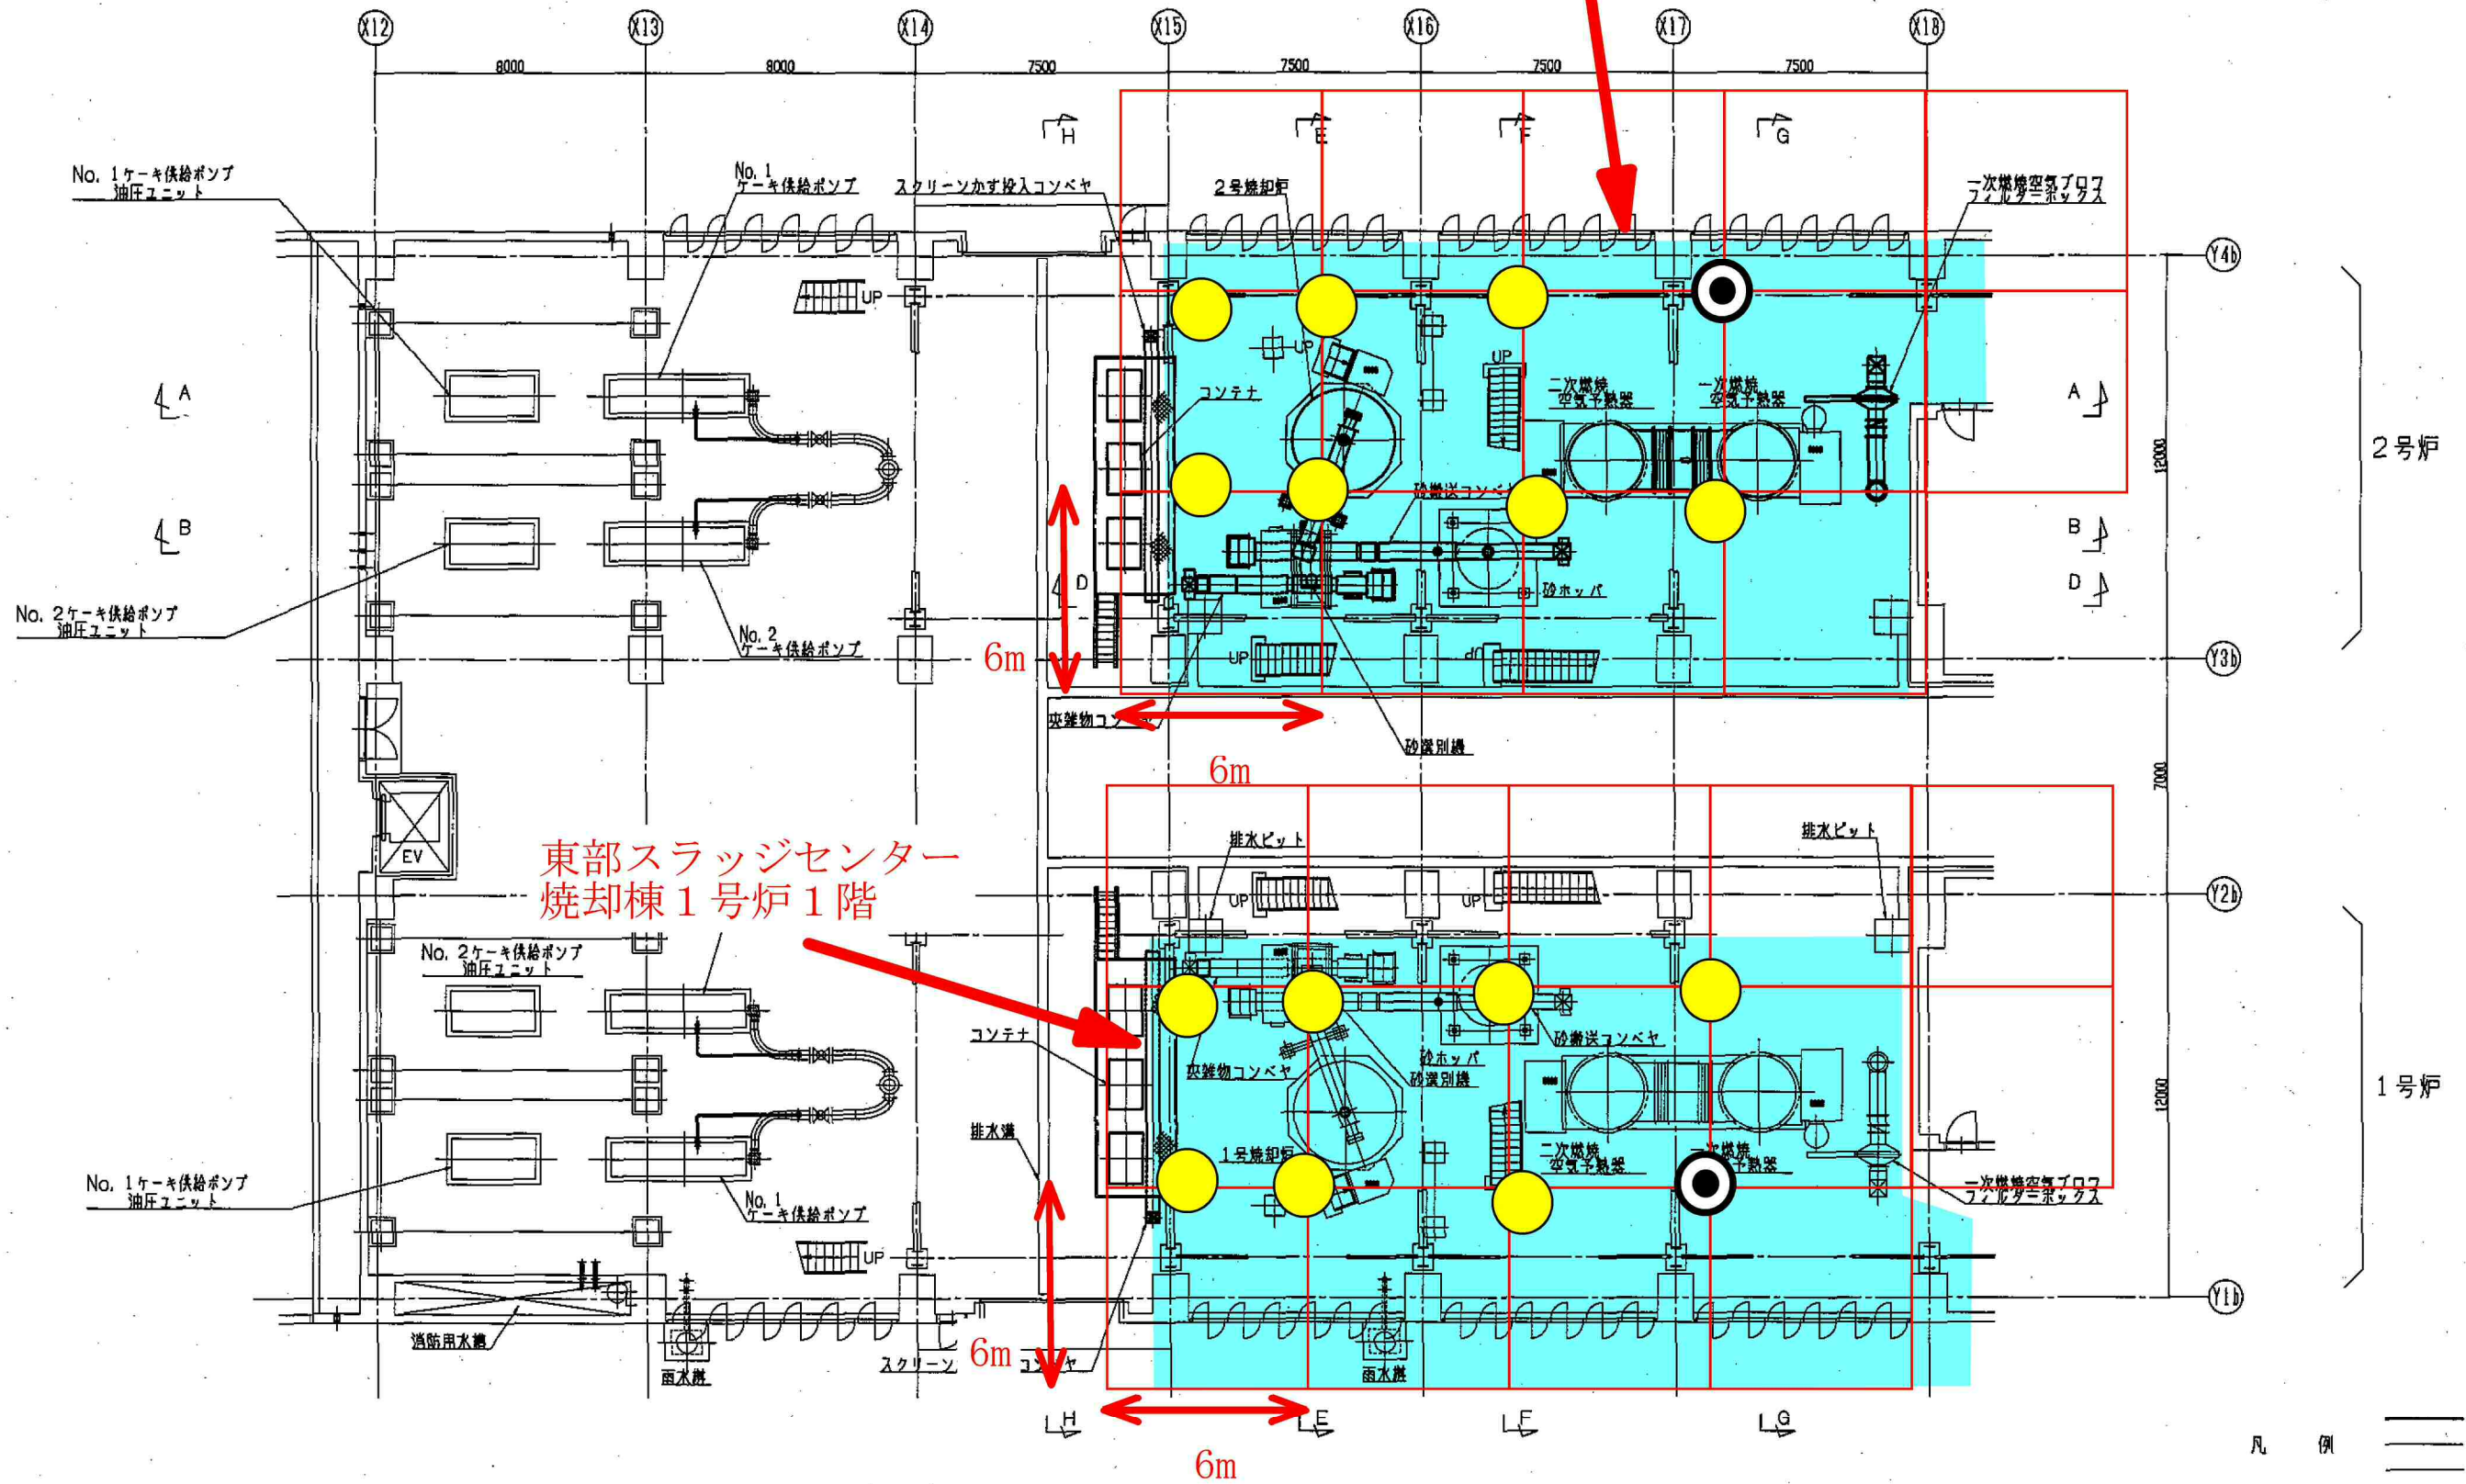 X12
X13
X14
X15
X16
X17
X18
8000
8000
7500
7500
7500
7500
H
E
F
G
No. 1ケーキ供給ポンプ
油圧ユニット
No. 1
ケーキ供給ポンプ
スクリーンかす投入コンベヤ
2号焼却炉
一次燃焼空気ブロワ
フィルターボックス
Y4b
UP
UP
UP
A
コンテナ
二次燃焼
空気予熱器
一次燃焼
空気予熱器
A
2号炉
12000
砂搬送コンベヤ
B
B
D
D
砂ホッパ
No. 2ケーキ供給ポンプ
油圧ユニット
No. 2
ケーキ供給ポンプ
6m
UP
UP
Y3b
夾雑物コンベヤ
砂選別機
6m
7000
EV
東部スラッジセンター
焼却棟1号炉1階
排水ピット
排水ピット
UP
UP
Y2b
No. 2ケーキ供給ポンプ
油圧ユニット
コンテナ
砂搬送コンベヤ
砂ホッパ
夾雑物コンベヤ
砂選別機
1号炉
12000
排水溝
1号焼却炉
二次燃焼
空気予熱器
一次燃焼
予熱器
No. 1ケーキ供給ポンプ
油圧ユニット
No. 1
ケーキ供給ポンプ
一次燃焼空気ブロワ
フィルターボックス
UP
Y1b
消防用水槽
6m
スクリーン
コンベヤ
雨水桝
雨水桝
H
E
F
G
6m
凡 例